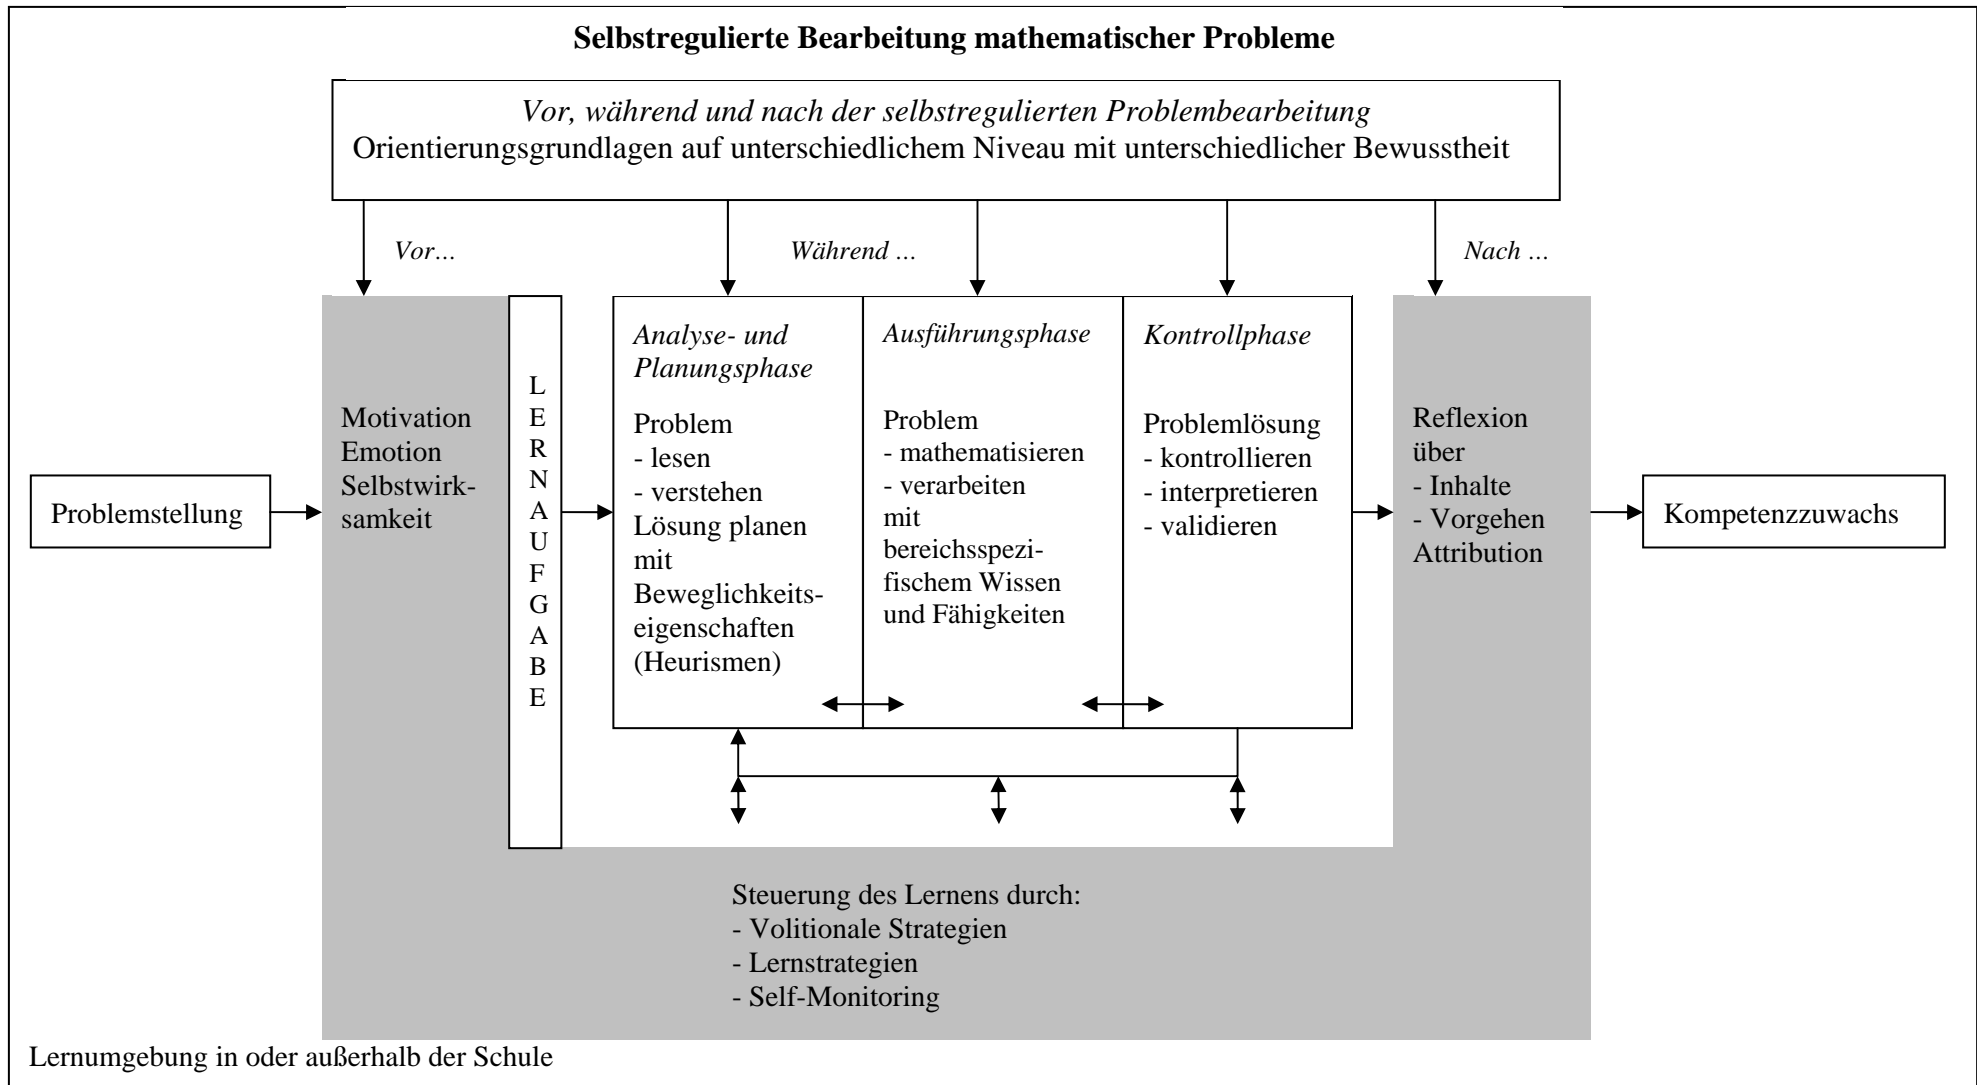 Selbstregulierte Bearbeitung mathematischer Probleme
Vor, während und nach der selbstregulierten Problembearbeitung
Orientierungsgrundlagen auf unterschiedlichem Niveau mit unterschiedlicher Bewusstheit
Vor…
Während …
Nach …
Problemstellung
Motivation
Emotion
Selbstwirk-
samkeit
L
E
R
N
A
U
F
G
A
B
E
Analyse- und
Planungsphase
Problem
- lesen
- verstehen
Lösung planen
mit
Beweglichkeits-
eigenschaften
(Heurismen)
Ausführungsphase
Problem
- mathematisieren
- verarbeiten
mit
bereichsspezi-
fischem Wissen
und Fähigkeiten
Kontrollphase
Problemlösung
- kontrollieren
- interpretieren
- validieren
Reflexion
über
- Inhalte
- Vorgehen
Attribution
Kompetenzzuwachs
Steuerung des Lernens durch:
- Volitionale Strategien
- Lernstrategien
- Self-Monitoring
Lernumgebung in oder außerhalb der Schule